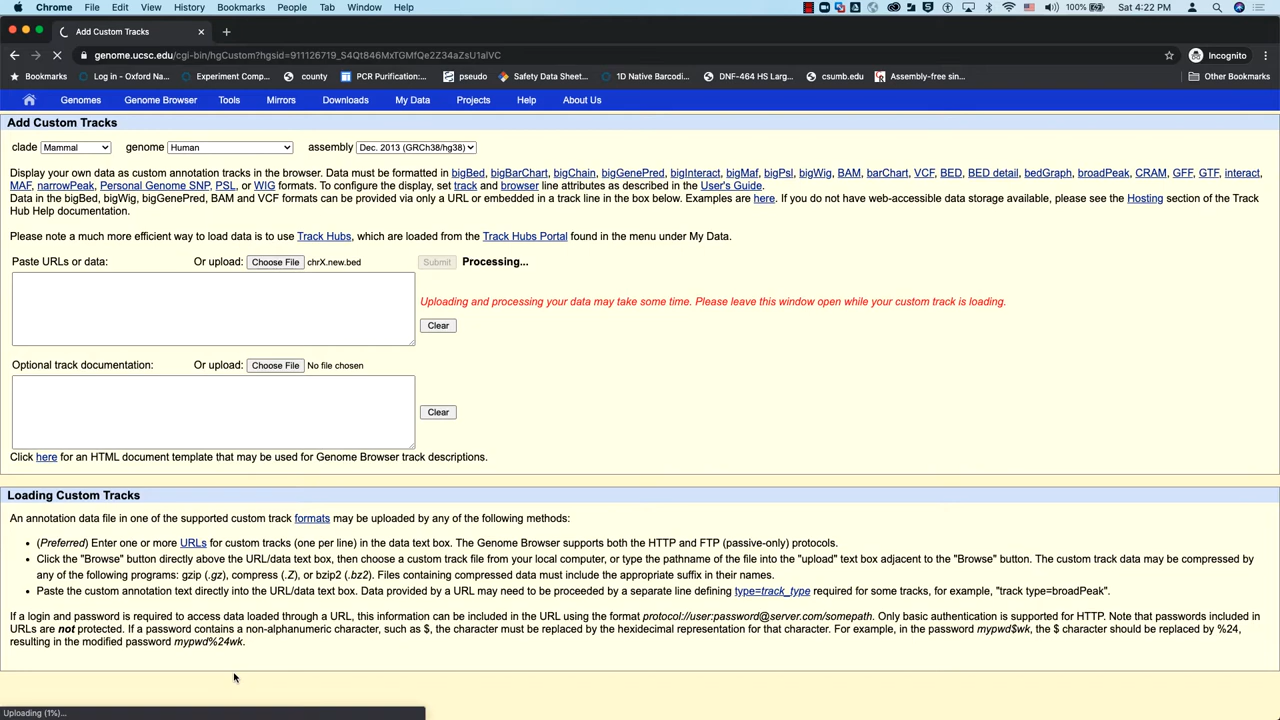 Chrome File Edit View History Bookmarks People Tab Window Help 100% Sat 4:22 PM
Add Custom Tracks
genome.ucsc.edu/cgi-bin/hgCustom?hgsid=911126719_S4Qt846MxTGMfQe2Z34aZsU1alVC Incognito
Bookmarks Log in - Oxford Na... Experiment Comp... county PCR Purification:... pseudo Safety Data Sheet... 1D Native Barcodi... DNF-464 HS Larg... csumb.edu Assembly-free sin... Other Bookmarks
Genomes Genome Browser Tools Mirrors Downloads My Data Projects Help About Us
Add Custom Tracks
clade Mammal genome Human assembly Dec. 2013 (GRCh38/hg38)
Display your own data as custom annotation tracks in the browser. Data must be formatted in bigBed, bigBarChart, bigChain, bigGenePred, bigInteract, bigMaf, bigPsl, bigWig, BAM, barChart, VCF, BED, BED detail, bedGraph, broadPeak, CRAM, GFF, GTF, interact,
MAF, narrowPeak, Personal Genome SNP, PSL, or WIG formats. To configure the display, set track and browser line attributes as described in the User's Guide.
Data in the bigBed, bigWig, bigGenePred, BAM and VCF formats can be provided via only a URL or embedded in a track line in the box below. Examples are here. If you do not have web-accessible data storage available, please see the Hosting section of the Track
Hub Help documentation.
Please note a much more efficient way to load data is to use Track Hubs, which are loaded from the Track Hubs Portal found in the menu under My Data.
Paste URLs or data: Or upload: Choose File chrX.new.bed Submit Processing...
Uploading and processing your data may take some time. Please leave this window open while your custom track is loading.
Clear
Optional track documentation: Or upload: Choose File No file chosen
Clear
Click here for an HTML document template that may be used for Genome Browser track descriptions.
Loading Custom Tracks
An annotation data file in one of the supported custom track formats may be uploaded by any of the following methods:
• (Preferred) Enter one or more URLs for custom tracks (one per line) in the data text box. The Genome Browser supports both the HTTP and FTP (passive-only) protocols.
• Click the "Browse" button directly above the URL/data text box, then choose a custom track file from your local computer, or type the pathname of the file into the "upload" text box adjacent to the "Browse" button. The custom track data may be compressed by
any of the following programs: gzip (.gz), compress (.Z), or bzip2 (.bz2). Files containing compressed data must include the appropriate suffix in their names.
• Paste the custom annotation text directly into the URL/data text box. Data provided by a URL may need to be proceeded by a separate line defining type=track_type required for some tracks, for example, "track type=broadPeak".
If a login and password is required to access data loaded through a URL, this information can be included in the URL using the format protocol://user:password@server.com/somepath. Only basic authentication is supported for HTTP. Note that passwords included in
URLs are not protected. If a password contains a non-alphanumeric character, such as $, the character must be replaced by the hexidecimal representation for that character. For example, in the password mypwd$wk, the $ character should be replaced by %24,
resulting in the modified password mypwd%24wk.
Uploading (1%)...